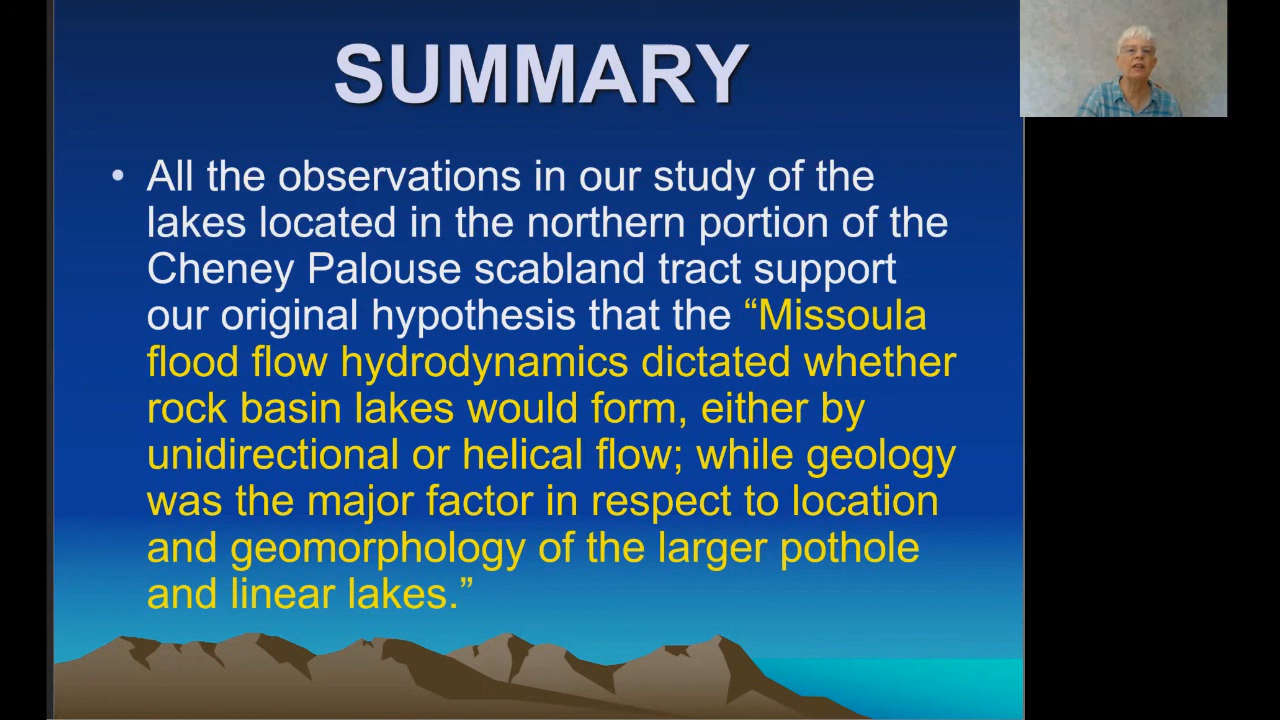 SUMMARY
• All the observations in our study of the
lakes located in the northern portion of the
Cheney Palouse scabland tract support
our original hypothesis that the “Missoula
flood flow hydrodynamics dictated whether
rock basin lakes would form, either by
unidirectional or helical flow; while geology
was the major factor in respect to location
and geomorphology of the larger pothole
and linear lakes.”